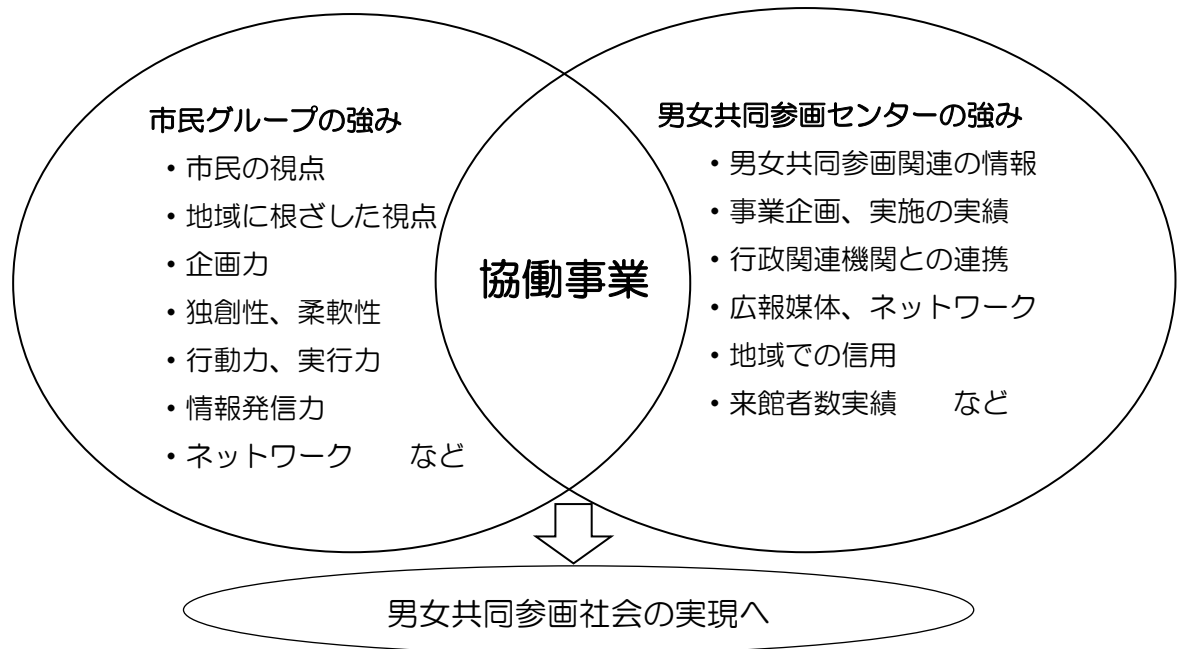 市民グループの強み
・市民の視点
・地域に根ざした視点
・企画力
・独創性、柔軟性
・行動力、実行力
・情報発信力
・ネットワーク　　など
協働事業
男女共同参画センターの強み
・男女共同参画関連の情報
・事業企画、実施の実績
・行政関連機関との連携
・広報媒体、ネットワーク
・地域での信用
・来館者数実績　　など
男女共同参画社会の実現へ